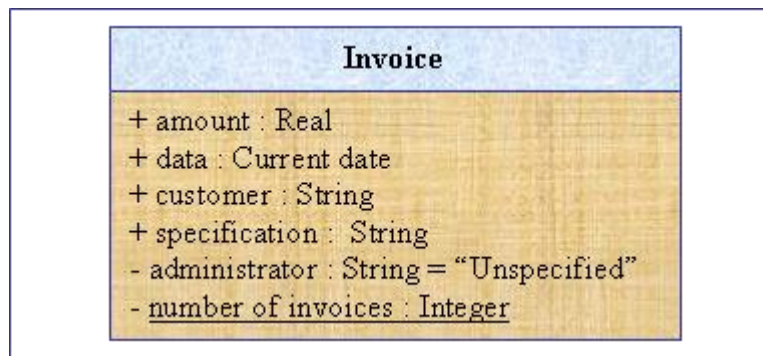 Invoice
+ amount : Real
+ data : Current date
+ customer : String
+ specification : String
- administrator : String = “Unspecified”
- number of invoices : Integer